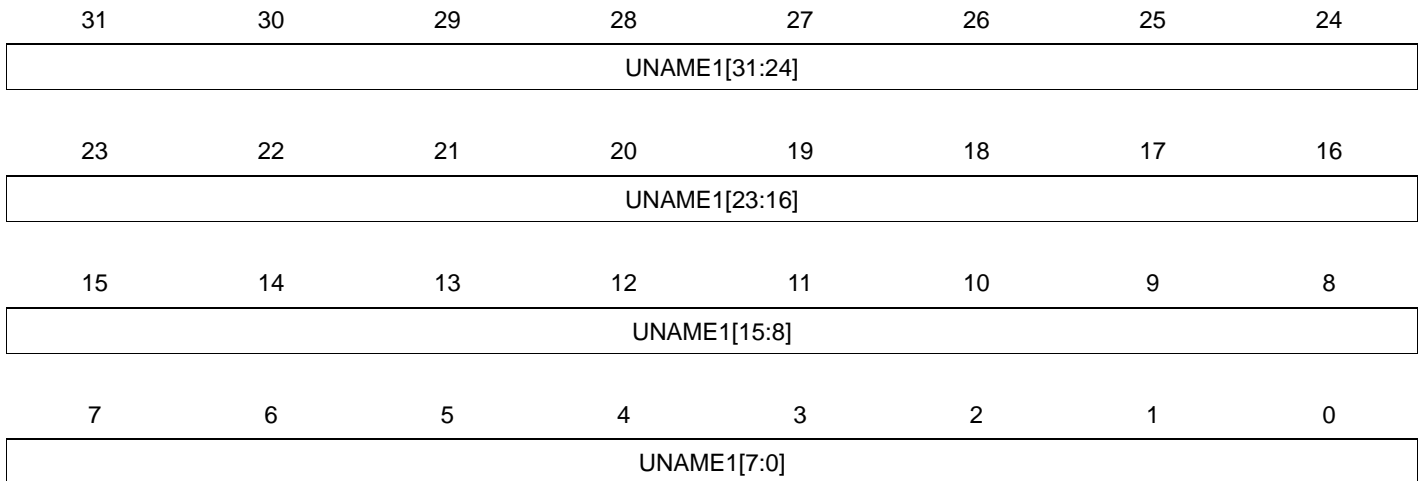 31 30 29 28 27 26 25 24
UNAME1[31:24]
23 22 21 20 19 18 17 16
UNAME1[23:16]
15 14 13 12 11 10 9 8
UNAME1[15:8]
7 6 5 4 3 2 1 0
UNAME1[7:0]